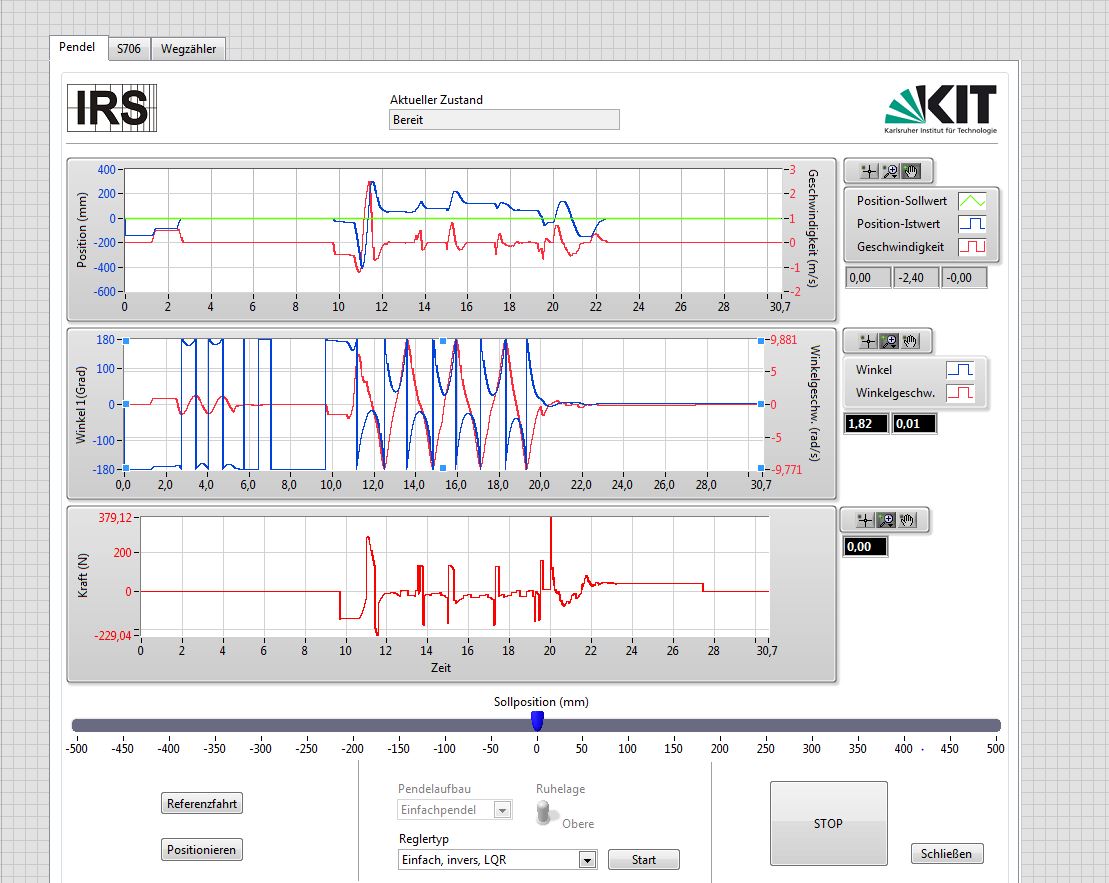 Pendel S706 Wegzähler
IRS
Aktueller Zustand
Bereit
KIT
Karlsruher Institut für Technologie
Position (mm)
400
200
0
-200
-400
-600
0 2 4 6 8 10 12 14 16 18 20 22 24 26 28 30,7
3
2
1
0
-1
-2
Geschwindigkeit (m/s)
Position-Sollwert
Position-Istwert
Geschwindigkeit
0,00 -2,40 -0,00
Winkel 1(Grad)
180
100
0
-100
-180
0,0 2,0 4,0 6,0 8,0 10,0 12,0 14,0 16,0 18,0 20,0 22,0 24,0 26,0 28,0 30,7
9,881
5
0
-5
-9,771
Winkelgeschw. (rad/s)
Winkel
Winkelgeschw.
1,82 0,01
Kraft (N)
379,12
200
0
-229,04
0 2 4 6 8 10 12 14 16 18 20 22 24 26 28 30,7
Zeit
0,00
Sollposition (mm)
-500 -450 -400 -350 -300 -250 -200 -150 -100 -50 0 50 100 150 200 250 300 350 400 450 500
Referenzfahrt
Positionieren
Pendelaufbau
Einfachpendel
Ruhelage
Obere
Reglertyp
Einfach, invers, LQR
Start
STOP
Schließen